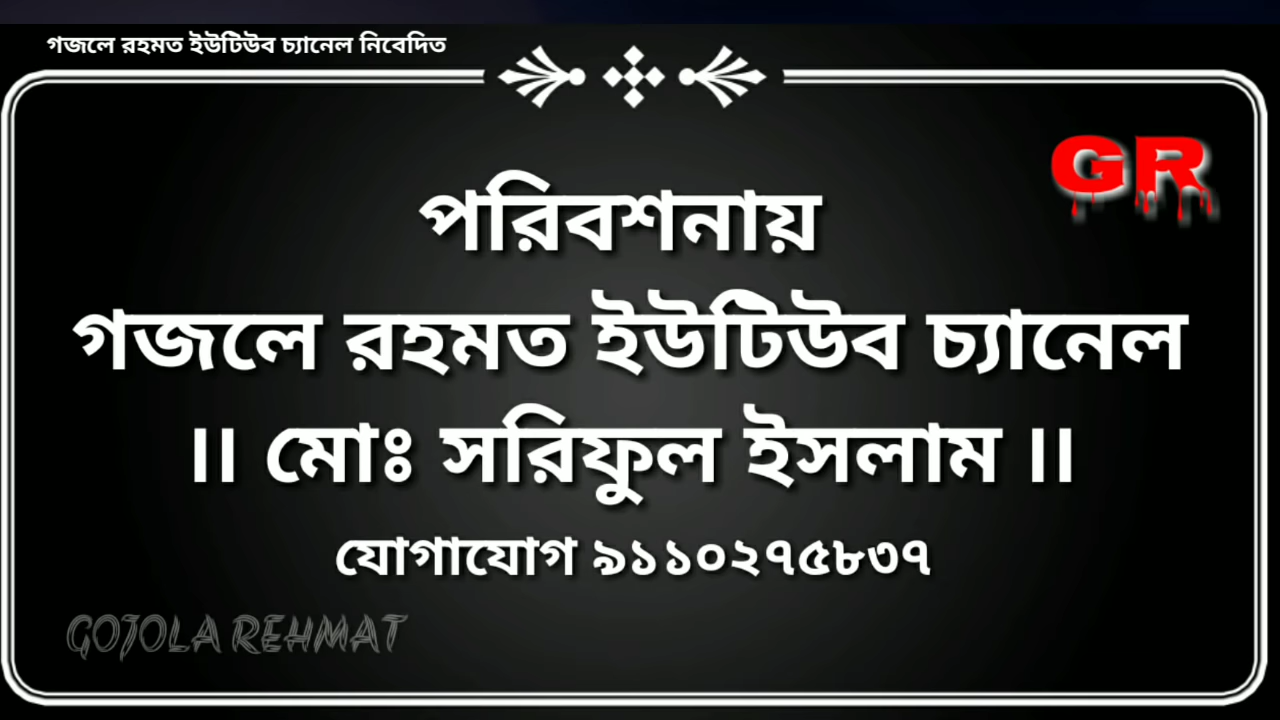 গজলে রহমত ইউটিউব চ্যানেল নিবেদিত
GR
পরিবশনায়
গজলে রহমত ইউটিউব চ্যানেল
।। মোঃ সরিফুল ইসলাম ।।
যোগাযোগ ৯১১০২৭৫৮৩৭
GOJOLA REHMAT